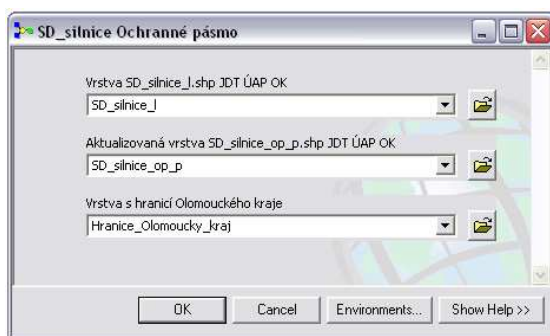 SD_silnice Ochranné pásmo
Vrstva SD_silnice_l.shp JDT ÚAP OK
SD_silnice_l
Aktualizovaná vrstva SD_silnice_op_p.shp JDT ÚAP OK
SD_silnice_op_p
Vrstva s hranicí Olomouckého kraje
Hranice_Olomoucky_kraj
OK
Cancel
Environments...
Show Help >>